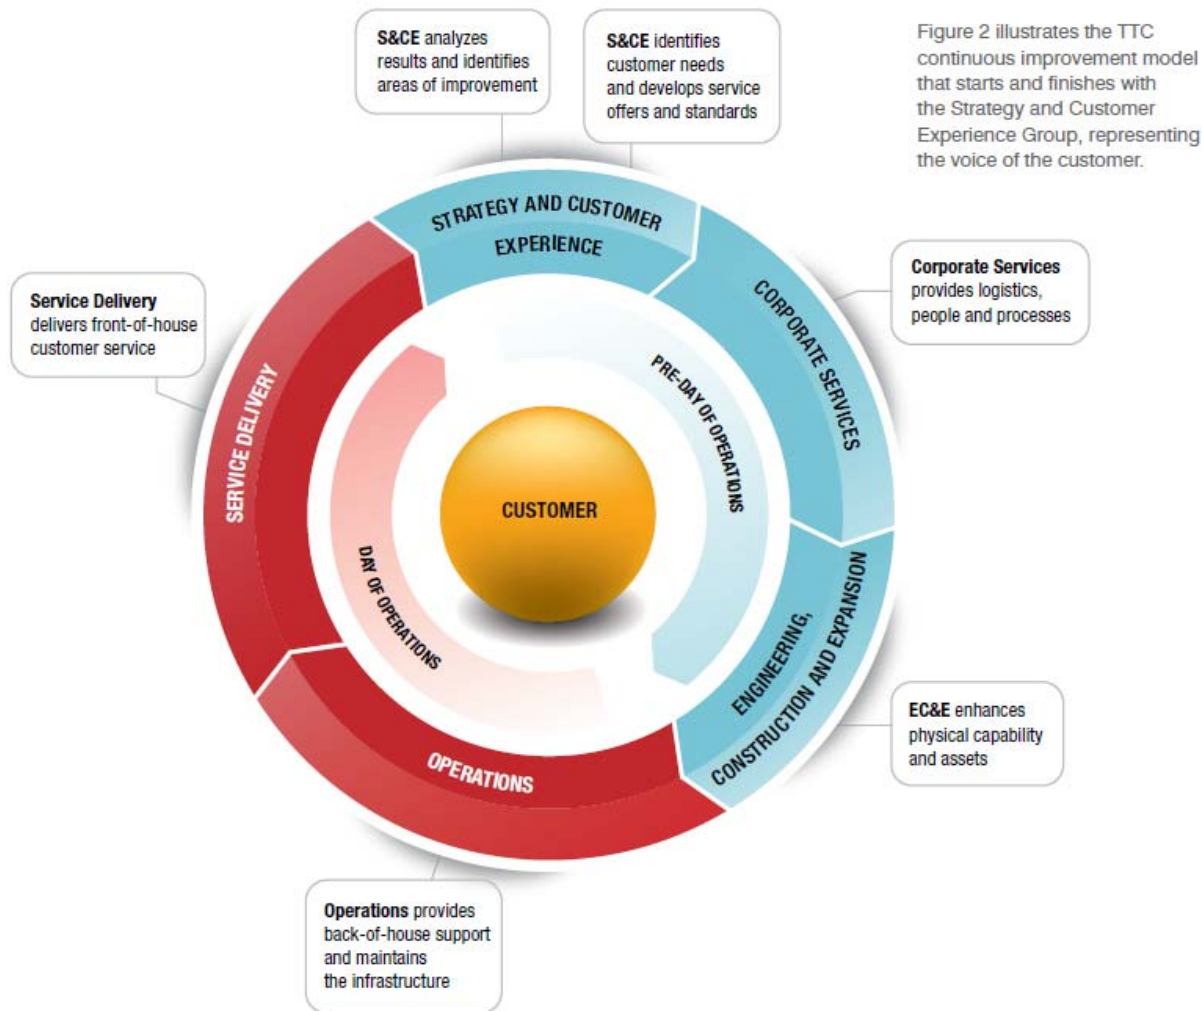 S&CE analyzes
results and identifies
areas of improvement
S&CE identifies
customer needs
and develops service
offers and standards
Figure 2 illustrates the TTC
continuous improvement model
that starts and finishes with
the Strategy and Customer
Experience Group, representing
the voice of the customer.
STRATEGY AND CUSTOMER
EXPERIENCE
CORPORATE SERVICES
Corporate Services
provides logistics,
people and processes
Service Delivery
delivers front-of-house
customer service
SERVICE DELIVERY
PRE-DAY OF OPERATIONS
CUSTOMER
DAY OF OPERATIONS
ENGINEERING,
CONSTRUCTION AND EXPANSION
EC&E enhances
physical capability
and assets
OPERATIONS
Operations provides
back-of-house support
and maintains
the infrastructure